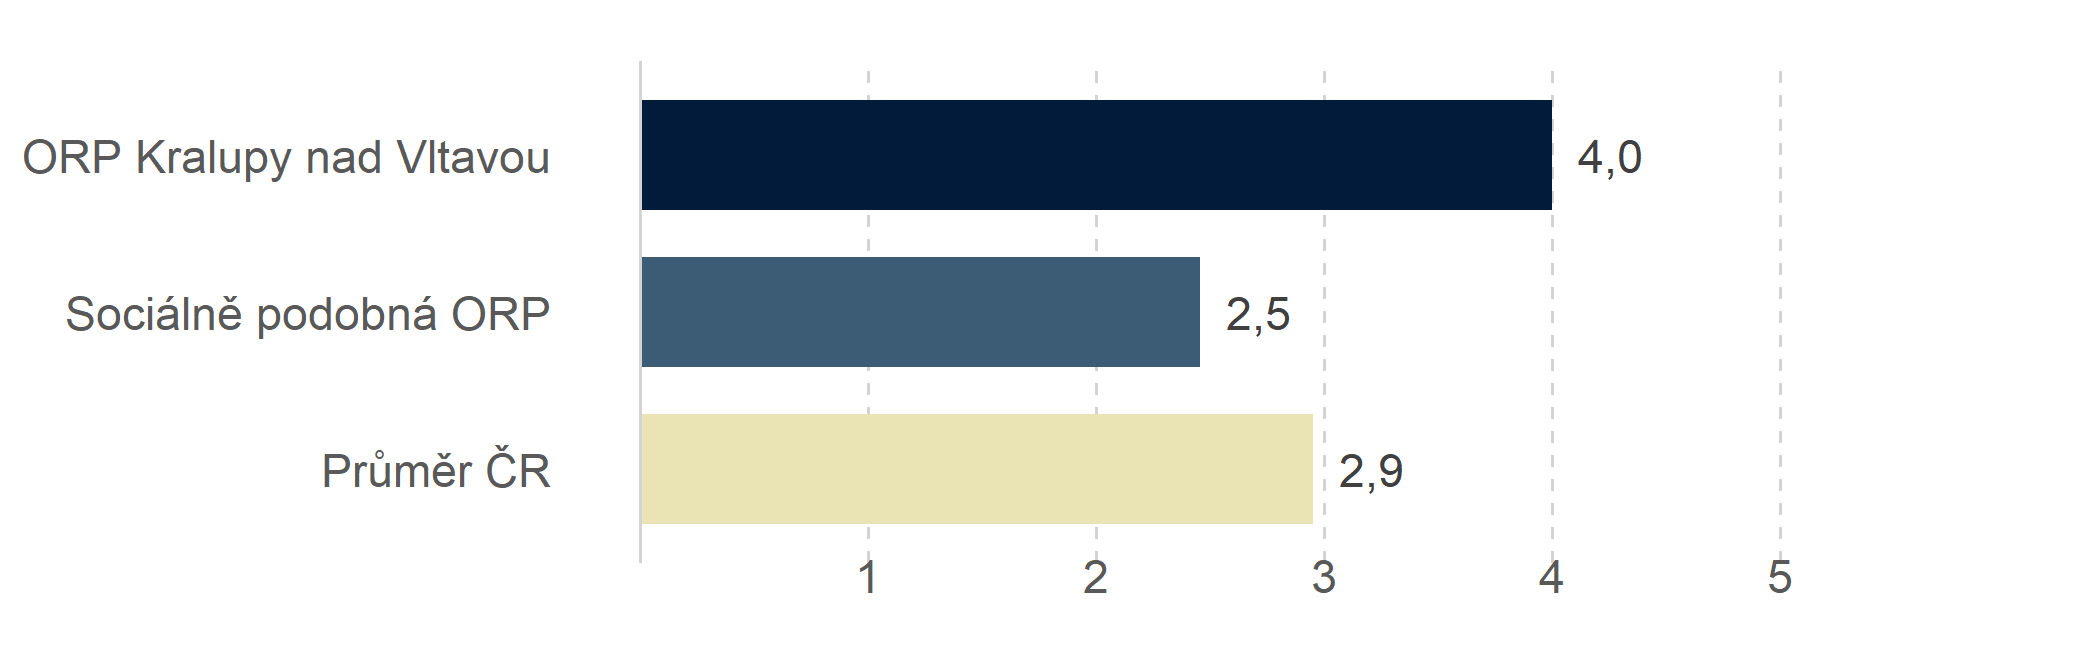 ORP Kralupy nad Vltavou
4,0
Sociálně podobná ORP
2,5
Průměr ČR
2,9
1 2 3 4 5